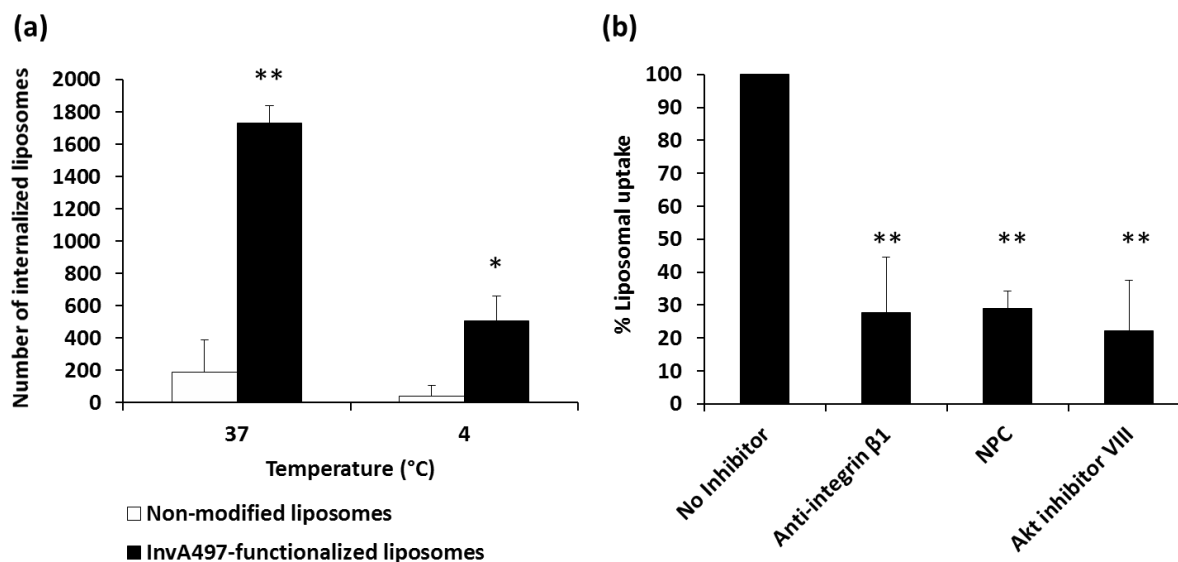 (a)
Number of internalized liposomes
2000
1800
1600
1400
1200
1000
800
600
400
200
0
**
*
37
4
Temperature (°C)
Non-modified liposomes
InvA497-functionalized liposomes
(b)
% Liposomal uptake
100
90
80
70
60
50
40
30
20
10
0
**
**
**
No Inhibitor
Anti-integrin β1
NPC
Akt inhibitor VIII